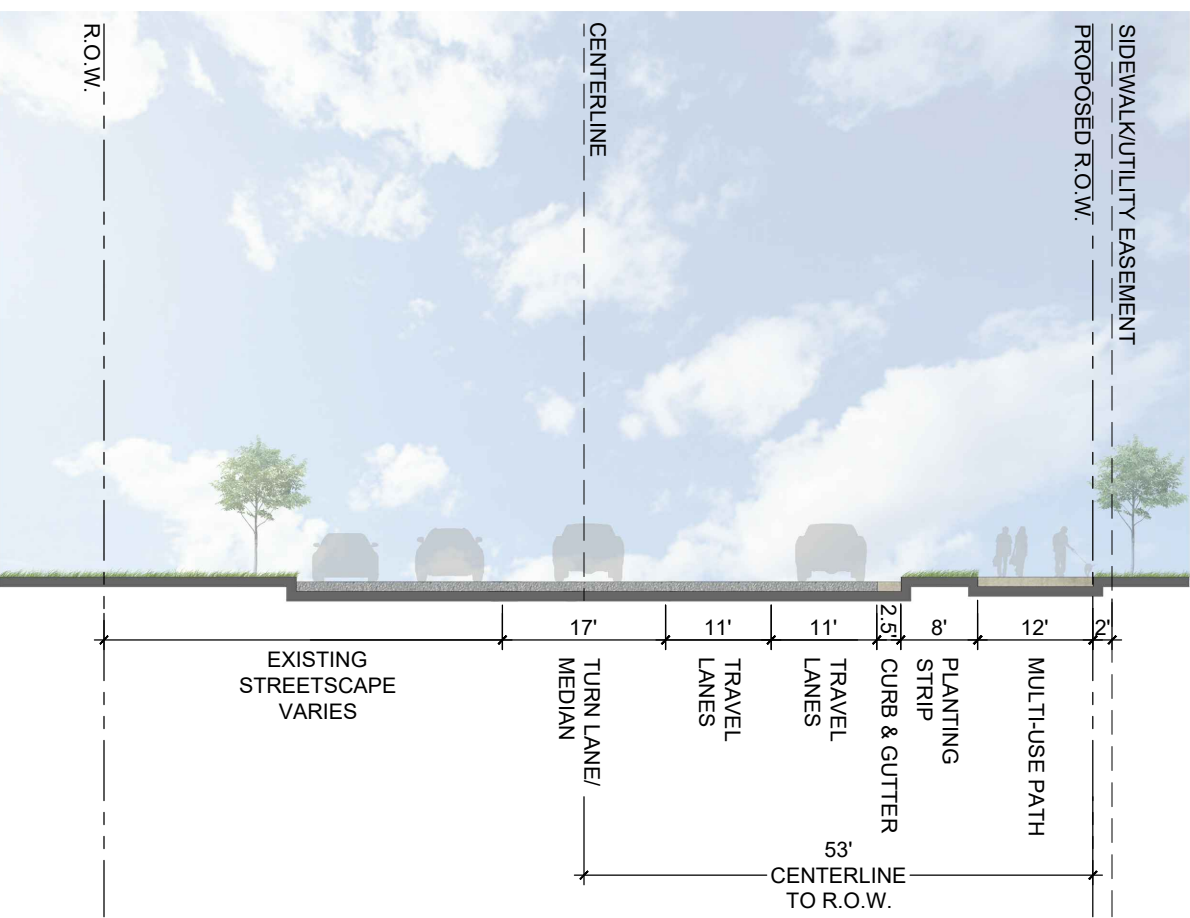 R.O.W.
CENTERLINE
PROPOSED R.O.W.
SIDEWALK/UTILITY EASEMENT
17'
11'
11'
2.5'
8'
12'
2'
EXISTING
STREETSCAPE
VARIES
TURN LANE/
MEDIAN
TRAVEL
LANES
TRAVEL
LANES
CURB & GUTTER
PLANTING
STRIP
MULTI-USE PATH
53'
CENTERLINE
TO R.O.W.